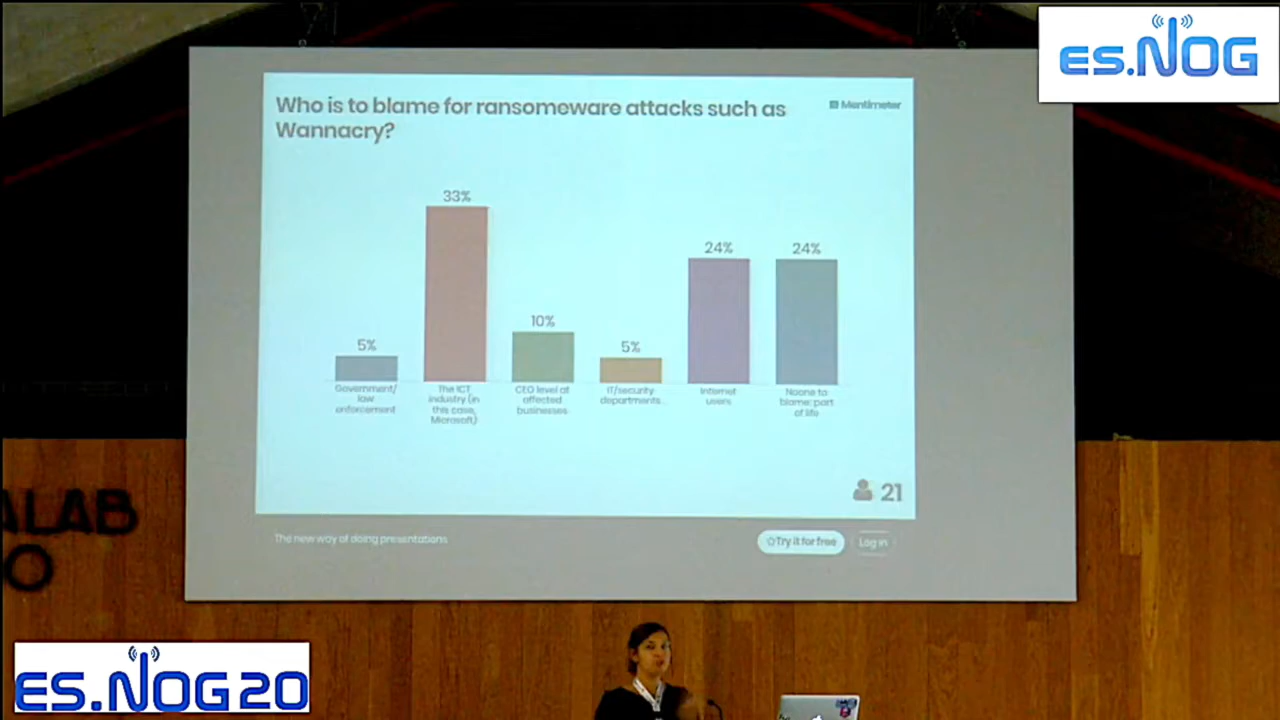 es.NOG
Who is to blame for ransomeware attacks such as
Wannacry?
Mentimeter
33%
24%
24%
10%
5%
5%
Government/
law
enforcement
The ICT
industry (in
this case,
Microsoft)
CEO level at
affected
businesses
IT/security
departments
Internet
users
Noone to
blame; part
of life
21
The new way of doing presentations
Try it for free
Log in
ALAB
O
ES.NOG20